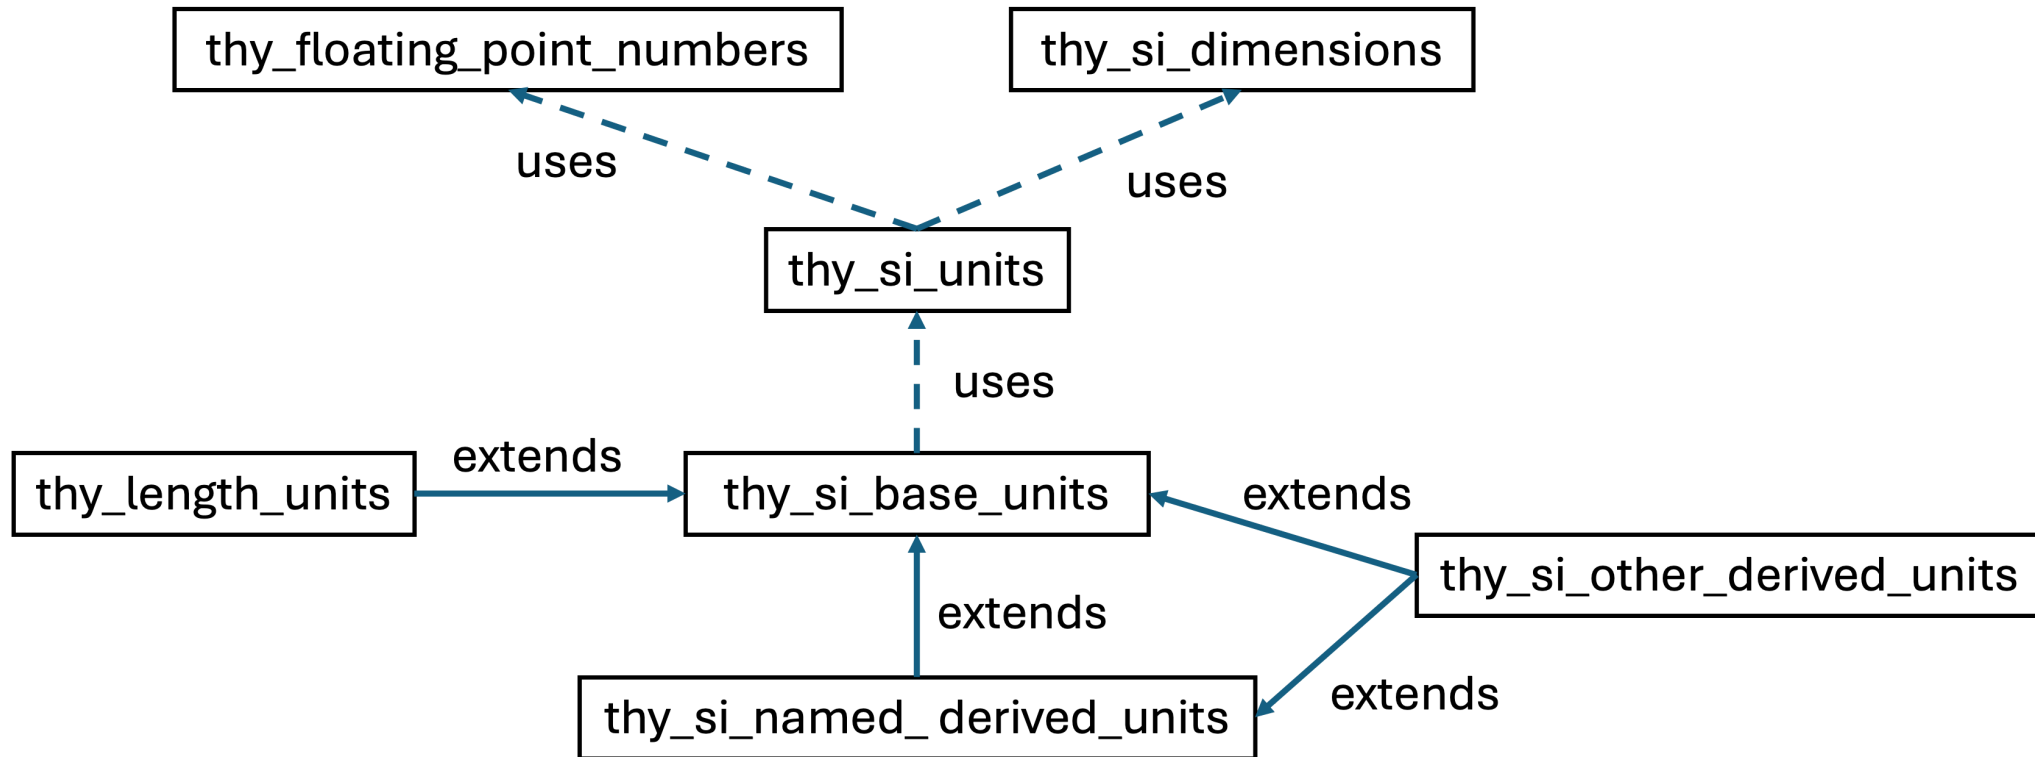 thy_floating_point_numbers
thy_si_dimensions
uses
uses
thy_si_units
uses
extends
thy_length_units
thy_si_base_units
extends
thy_si_other_derived_units
extends
extends
thy_si_named_ derived_units